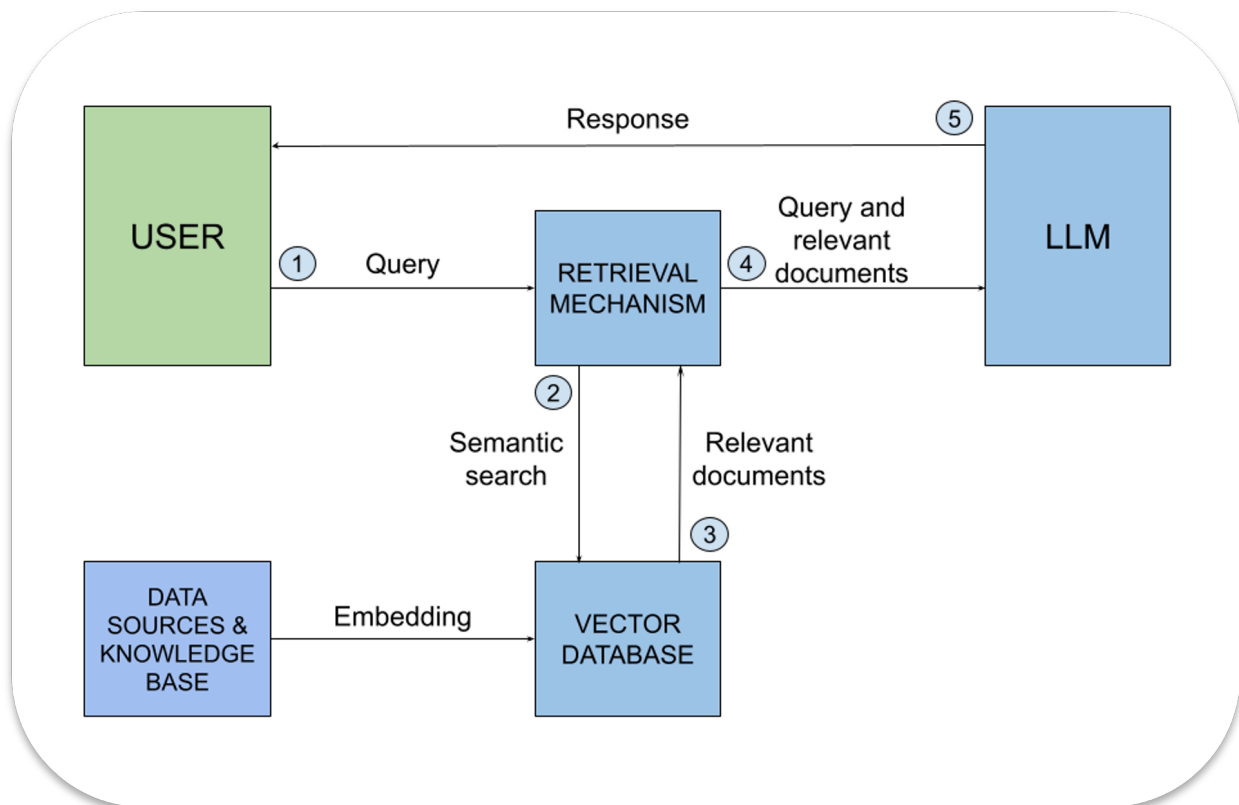 Response
5
USER
LLM
1
Query
RETRIEVAL
MECHANISM
4
Query and
relevant
documents
2
Semantic
search
Relevant
documents
3
DATA
SOURCES &
KNOWLEDGE
BASE
Embedding
VECTOR
DATABASE